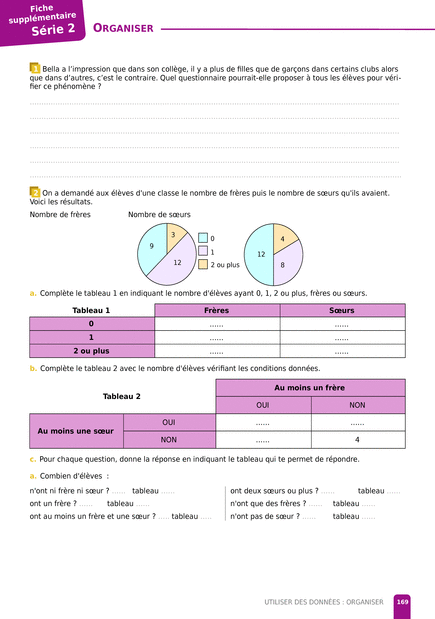 Fiche
supplémentaire
Série 2
ORGANISER
1 Bella a l’impression que dans son collège, il y a plus de filles que de garçons dans certains clubs alors
que dans d’autres, c’est le contraire. Quel questionnaire pourrait-elle proposer à tous les élèves pour véri-
fier ce phénomène ?
2 On a demandé aux élèves d'une classe le nombre de frères puis le nombre de sœurs qu'ils avaient.
Voici les résultats.
Nombre de frères Nombre de sœurs
9 3 12
0
1
2 ou plus
12 4 8
a. Complète le tableau 1 en indiquant le nombre d'élèves ayant 0, 1, 2 ou plus, frères ou sœurs.
Tableau 1 Frères Sœurs
0 ...... ......
1 ...... ......
2 ou plus ...... ......
b. Complète le tableau 2 avec le nombre d'élèves vérifiant les conditions données.
Tableau 2 Au moins un frère
OUI NON
Au moins une sœur OUI ...... ......
NON ...... 4
c. Pour chaque question, donne la réponse en indiquant le tableau qui te permet de répondre.
a. Combien d'élèves :
n'ont ni frère ni sœur ? ...... tableau ......
ont un frère ? ...... tableau ......
ont au moins un frère et une sœur ? ..... tableau .....
ont deux sœurs ou plus ? ...... tableau ......
n'ont que des frères ? ...... tableau ......
n'ont pas de sœur ? ...... tableau ......
UTILISER DES DONNÉES : ORGANISER 169